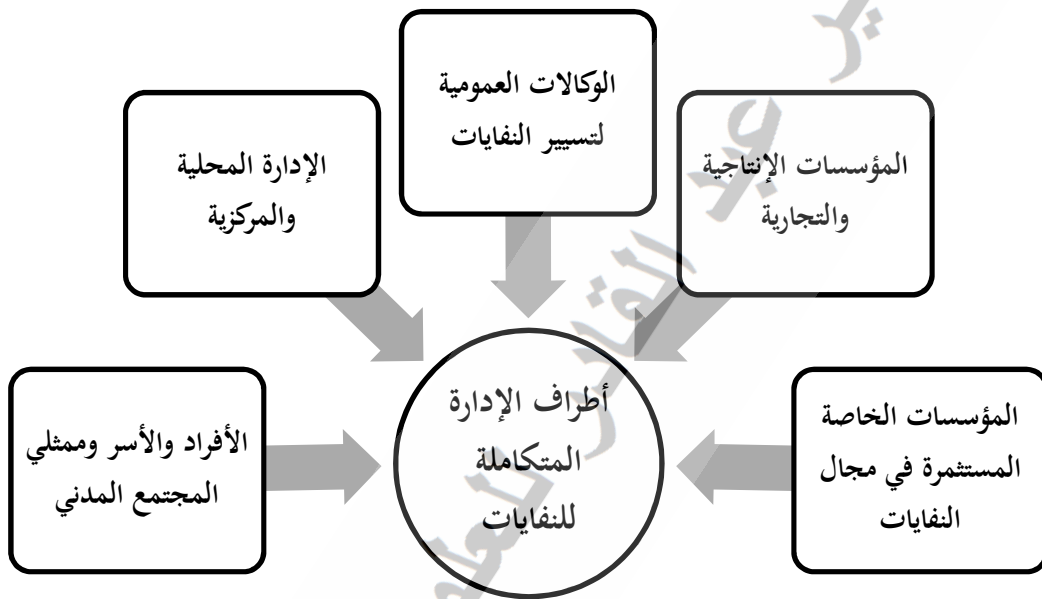 الوكالات العمومية
لتسيير النفايات
المؤسسات الإنتاجية
والتجارية
الإدارة المحلية
والمركزية
المؤسسات الخاصة
المستثمرة في مجال
النفايات
أطراف الإدارة
المتكاملة
للنفايات
الأفراد والأسر وممثلي
المجتمع المدني